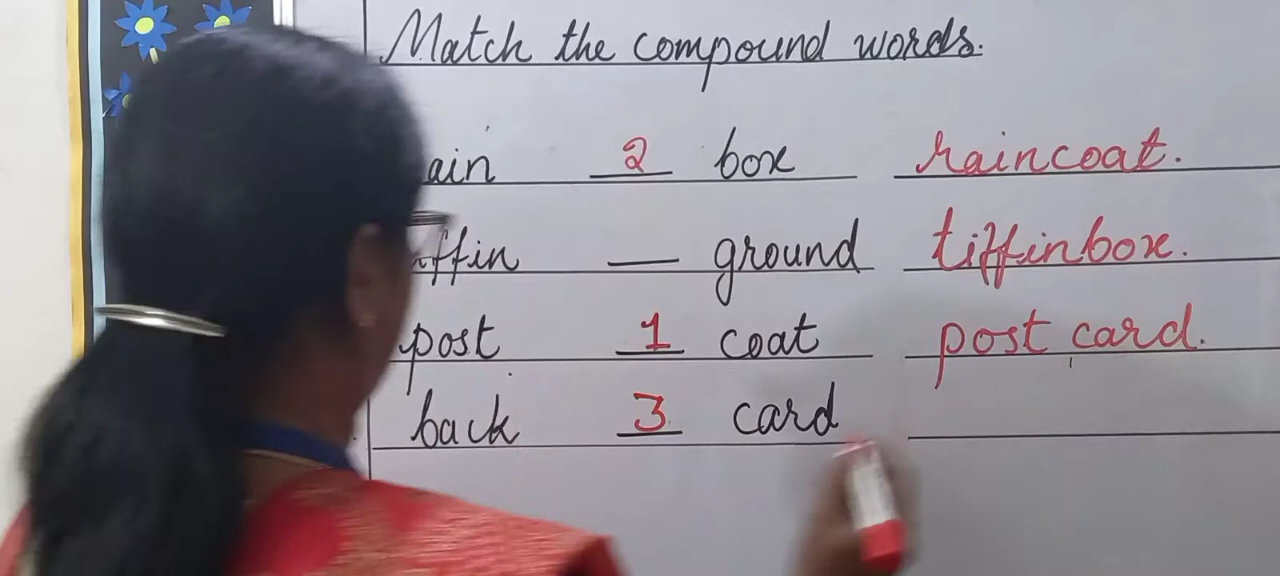 Match the compound words.
ain 2 box raincoat.
ffin — ground tiffinbox.
post 1 coat post card.
back 3 card